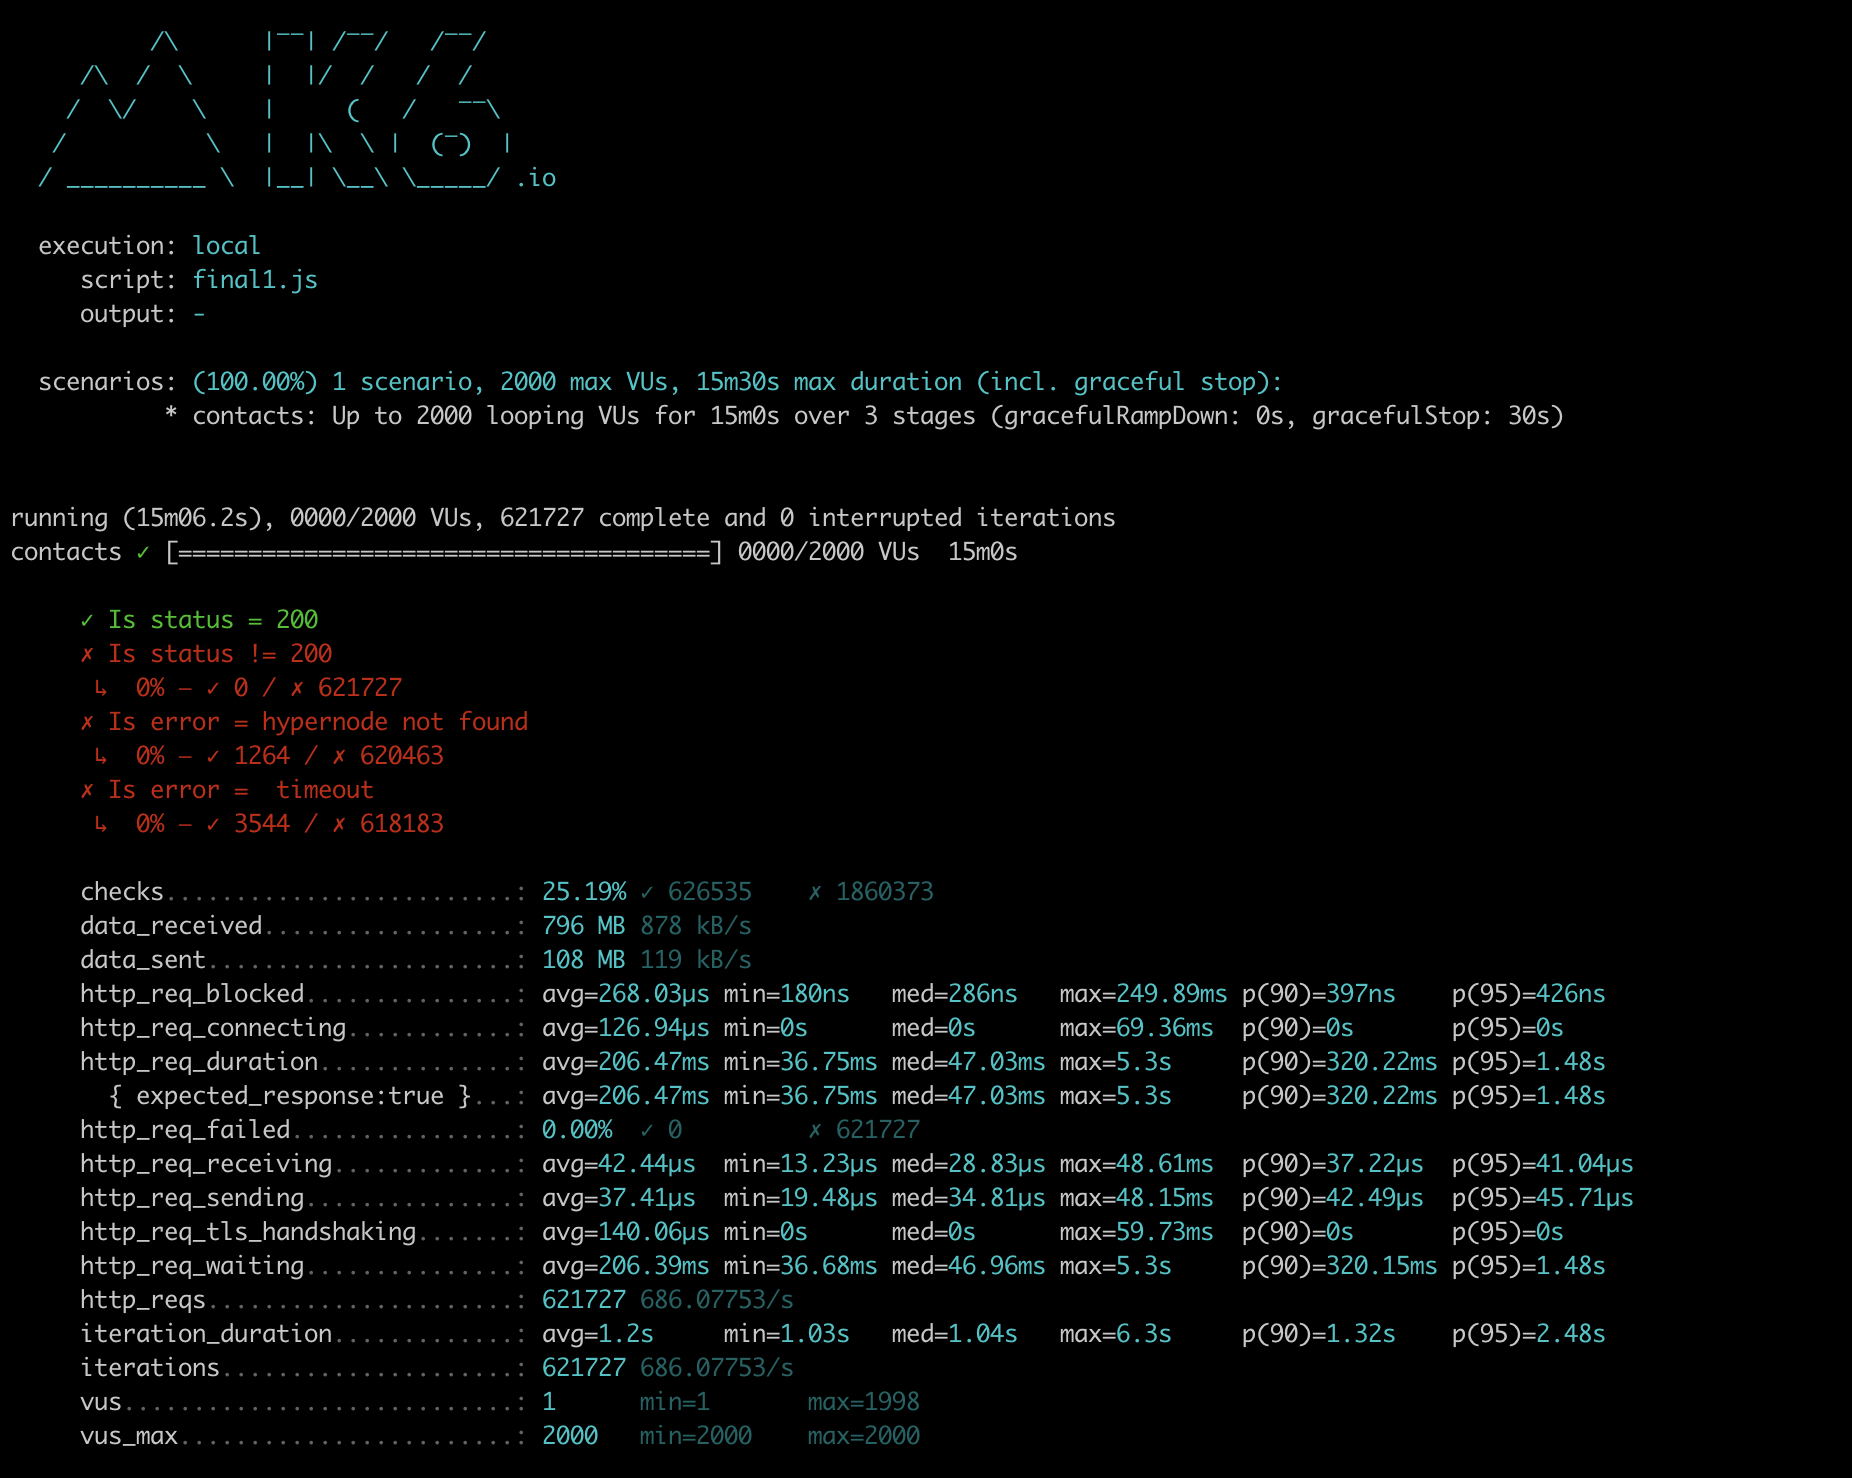 /\      |‾‾| /‾‾/   /‾‾/
     /\  /  \     |  |/  /   /  /
    /  \/    \    |     (   /   ‾‾\
   /          \   |  |\  \ |  (‾)  |
  / __________ \  |__| \__\ \_____/ .io
execution: local
script: final1.js
output: -
scenarios: (100.00%) 1 scenario, 2000 max VUs, 15m30s max duration (incl. graceful stop):
* contacts: Up to 2000 looping VUs for 15m0s over 3 stages (gracefulRampDown: 0s, gracefulStop: 30s)
running (15m06.2s), 0000/2000 VUs, 621727 complete and 0 interrupted iterations
contacts ✓ [======================================] 0000/2000 VUs  15m0s
✓ Is status = 200
✗ Is status != 200
↳  0% — ✓ 0 / ✗ 621727
✗ Is error = hypernode not found
↳  0% — ✓ 1264 / ✗ 620463
✗ Is error =  timeout
↳  0% — ✓ 3544 / ✗ 618183
checks.........................: 25.19% ✓ 626535    ✗ 1860373
data_received..................: 796 MB 878 kB/s
data_sent......................: 108 MB 119 kB/s
http_req_blocked...............: avg=268.03µs min=180ns   med=286ns   max=249.89ms p(90)=397ns    p(95)=426ns
http_req_connecting............: avg=126.94µs min=0s      med=0s      max=69.36ms  p(90)=0s       p(95)=0s
http_req_duration..............: avg=206.47ms min=36.75ms med=47.03ms max=5.3s     p(90)=320.22ms p(95)=1.48s
{ expected_response:true }...: avg=206.47ms min=36.75ms med=47.03ms max=5.3s     p(90)=320.22ms p(95)=1.48s
http_req_failed................: 0.00%  ✓ 0         ✗ 621727
http_req_receiving.............: avg=42.44µs  min=13.23µs med=28.83µs max=48.61ms  p(90)=37.22µs  p(95)=41.04µs
http_req_sending...............: avg=37.41µs  min=19.48µs med=34.81µs max=48.15ms  p(90)=42.49µs  p(95)=45.71µs
http_req_tls_handshaking.......: avg=140.06µs min=0s      med=0s      max=59.73ms  p(90)=0s       p(95)=0s
http_req_waiting...............: avg=206.39ms min=36.68ms med=46.96ms max=5.3s     p(90)=320.15ms p(95)=1.48s
http_reqs......................: 621727 686.07753/s
iteration_duration.............: avg=1.2s     min=1.03s   med=1.04s   max=6.3s     p(90)=1.32s    p(95)=2.48s
iterations.....................: 621727 686.07753/s
vus............................: 1      min=1       max=1998
vus_max........................: 2000   min=2000    max=2000